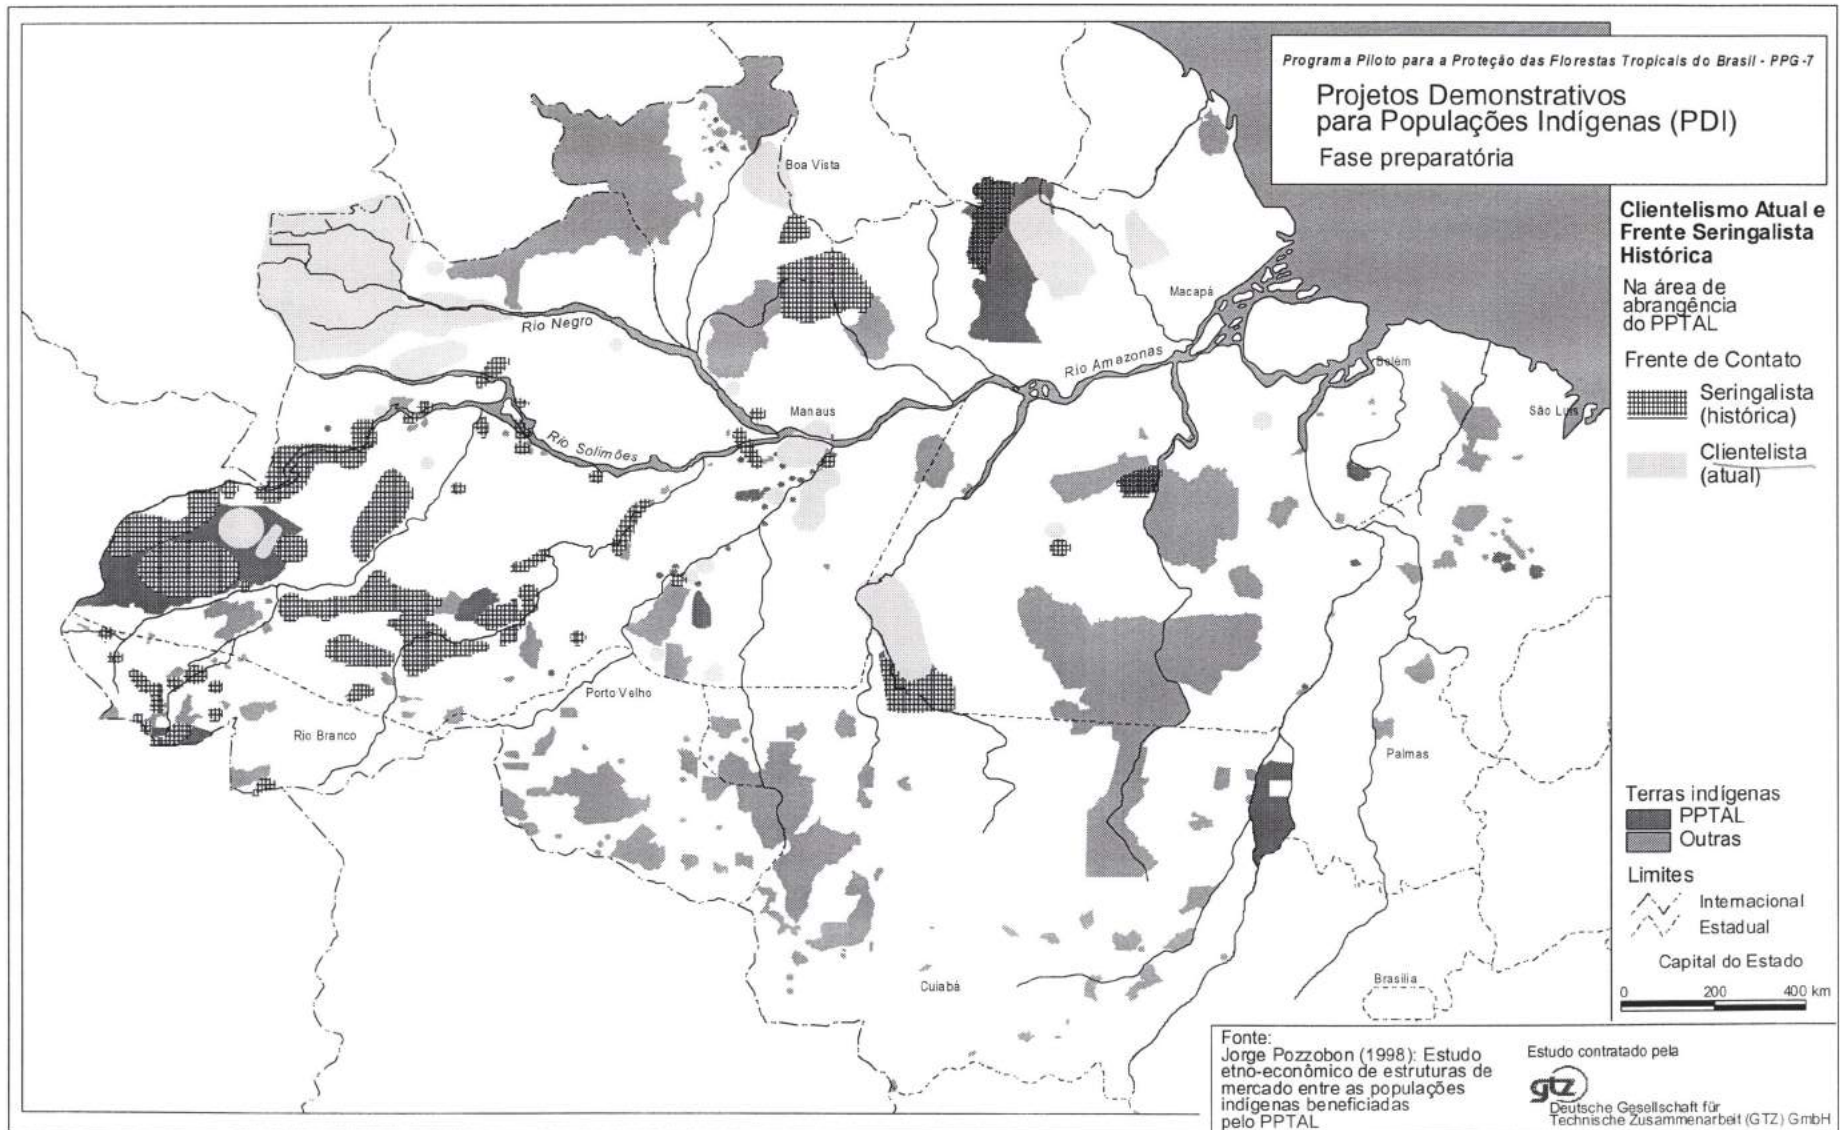 Programa Piloto para a Proteção das Florestas Tropicais do Brasil - PPG-7
Projetos Demonstrativos
para Populações Indígenas (PDI)
Fase preparatória
Clientelismo Atual e
Frente Seringalista
Histórica
Na área de
abrangência
do PPTAL
Frente de Contato
Seringalista
(histórica)
Clientelista
(atual)
Terras indígenas
PPTAL
Outras
Limites
Internacional
Estadual
Capital do Estado
0 200 400 km
Boa Vista
Macapá
Rio Negro
Rio Amazonas
Belém
São Luis
Manaus
Rio Solimões
Porto Velho
Rio Branco
Palmas
Cuiabá
Brasília
Fonte:
Jorge Pozzobon (1998): Estudo
etno-econômico de estruturas de
mercado entre as populações
indígenas beneficiadas
pelo PPTAL
Estudo contratado pela
gtz
Deutsche Gesellschaft für
Technische Zusammenarbeit (GTZ) GmbH